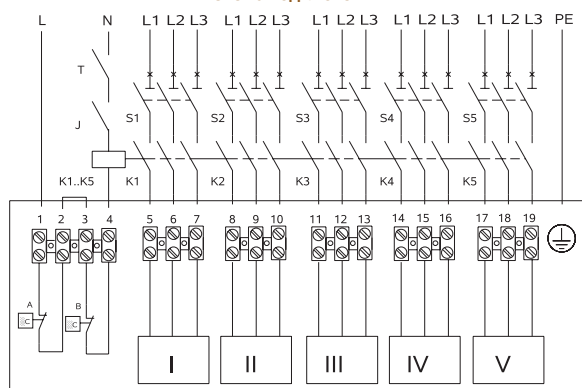 L N L1 L2 L3 L1 L2 L3 L1 L2 L3 L1 L2 L3 L1 L2 L3 PE
T
S1 S2 S3 S4 S5
J
K1..K5 K1 K2 K3 K4 K5
1 2 3 4 5 6 7 8 9 10 11 12 13 14 15 16 17 18 19
A
C
B
C
I II III IV V